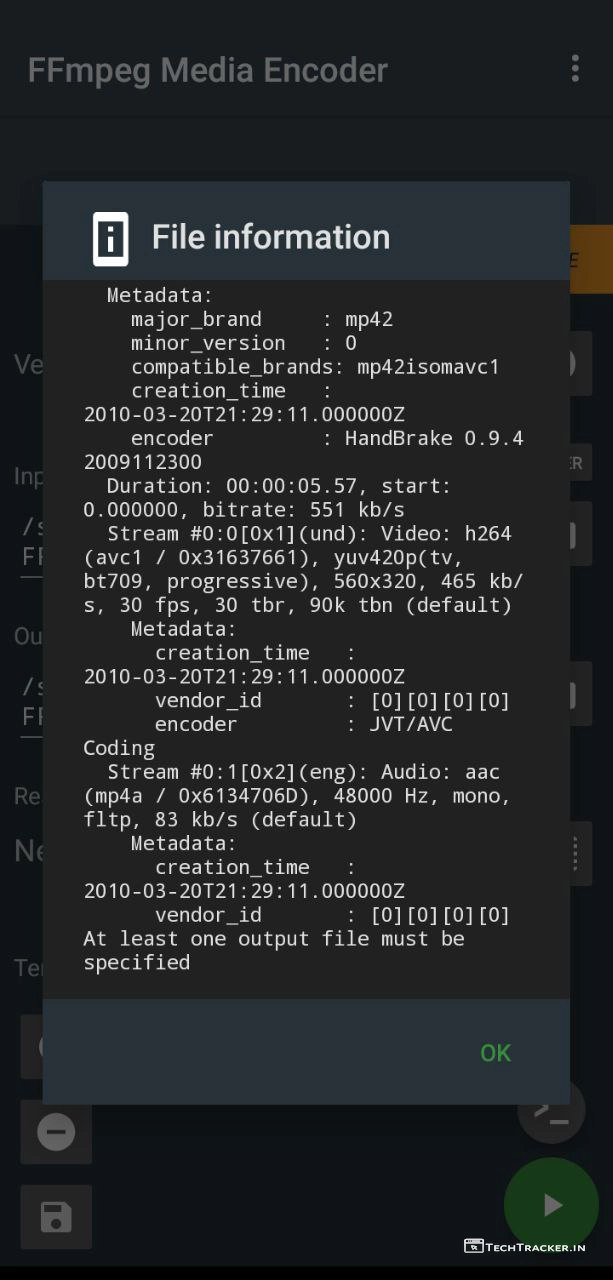 FFmpeg Media Encoder
File information
Metadata:
major_brand     : mp42
minor_version   : 0
compatible_brands: mp42isomavc1
creation_time   :
2010-03-20T21:29:11.000000Z
encoder         : HandBrake 0.9.4
2009112300
Duration: 00:00:05.57, start:
0.000000, bitrate: 551 kb/s
Stream #0:0[0x1](und): Video: h264
(avc1 / 0x31637661), yuv420p(tv,
bt709, progressive), 560x320, 465 kb/
s, 30 fps, 30 tbr, 90k tbn (default)
Metadata:
creation_time   :
2010-03-20T21:29:11.000000Z
vendor_id       : [0][0][0][0]
encoder         : JVT/AVC
Coding
Stream #0:1[0x2](eng): Audio: aac
(mp4a / 0x6134706D), 48000 Hz, mono,
fltp, 83 kb/s (default)
Metadata:
creation_time   :
2010-03-20T21:29:11.000000Z
vendor_id       : [0][0][0][0]
At least one output file must be
specified
OK
TECHTRACKER.IN